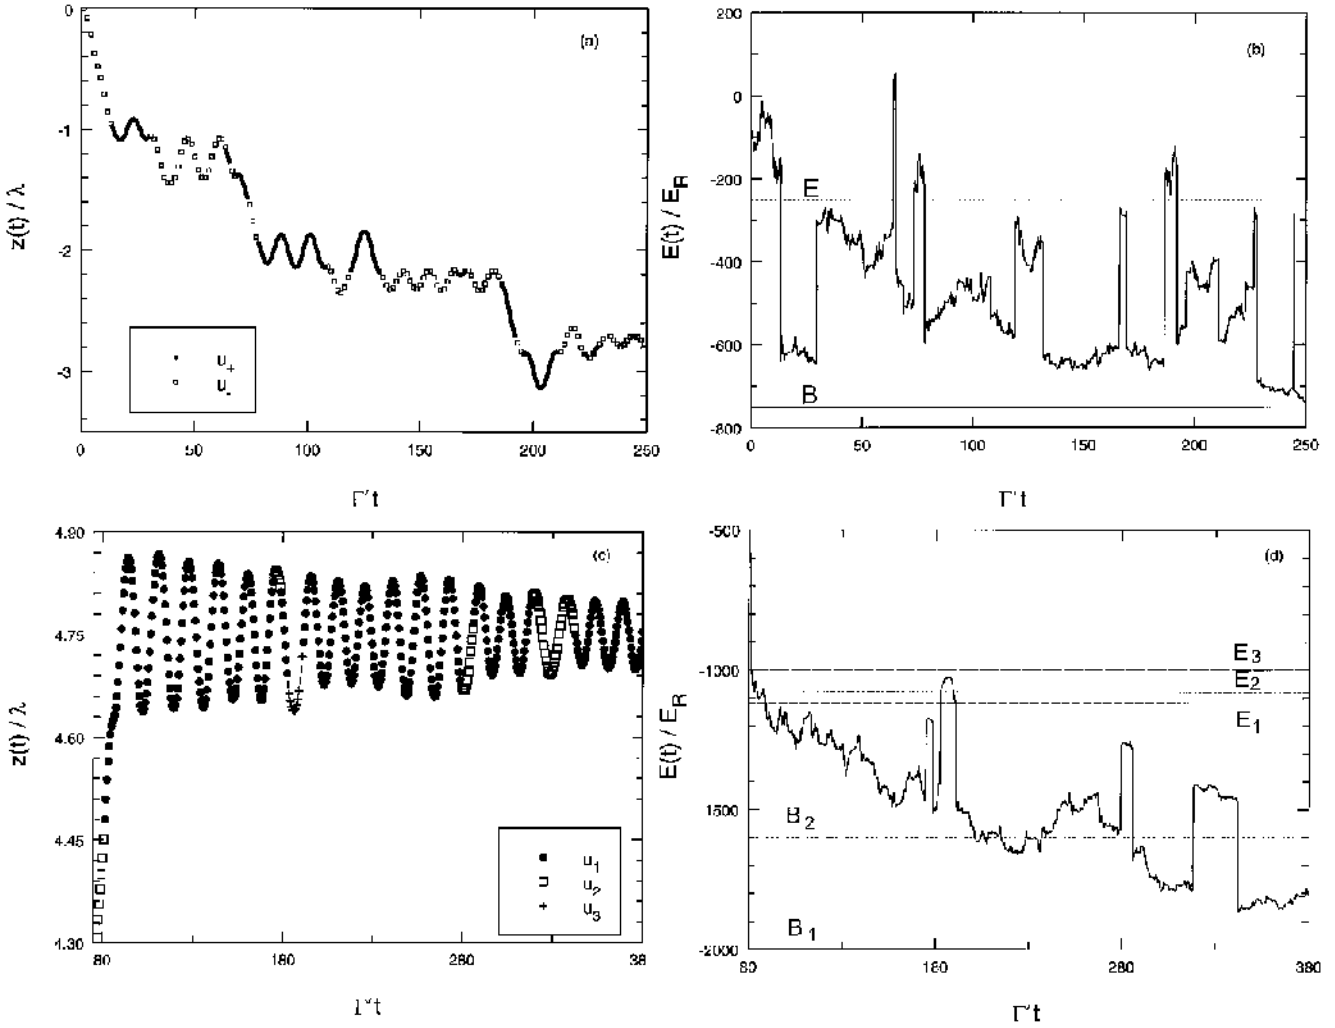 (a)
z(t) / λ
0
-1
-2
-3
u+
u-
0
50
100
150
200
250
Γ't
(b)
E(t) / E_R
200
0
-200
-400
-600
-800
E
B
0
50
100
150
200
250
Γ't
(c)
z(t) / λ
4.90
4.75
4.60
4.45
4.30
u1
u2
u3
80
180
280
Γ't
(d)
E(t) / E_R
-500
-1300
-1500
-2000
E3
E2
E1
B2
B1
80
180
280
380
Γ't